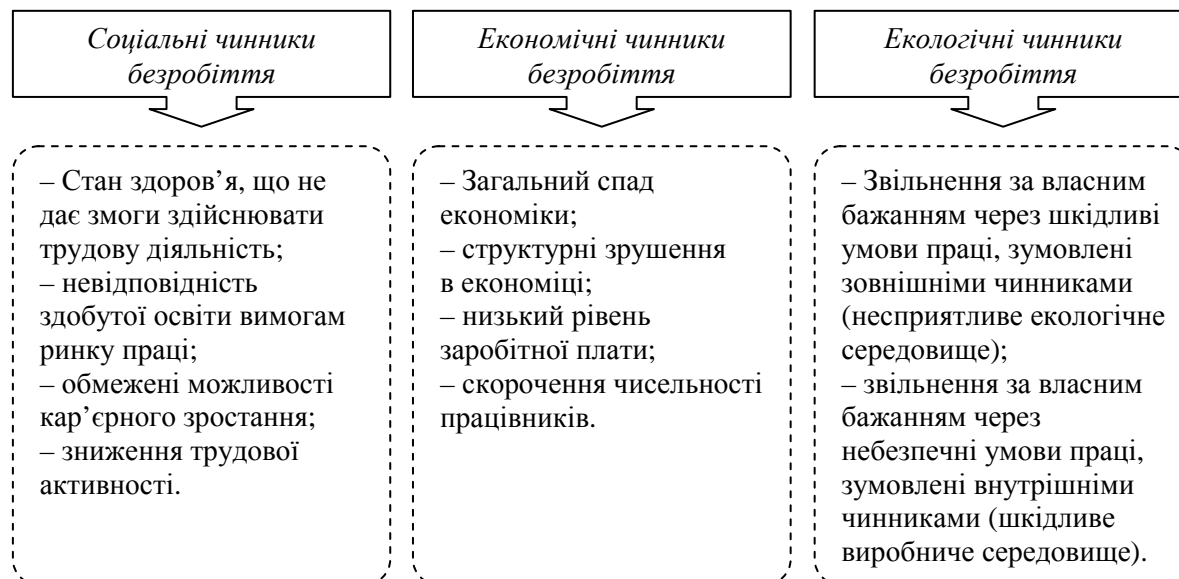 Соціальні чинники
безробіття
Економічні чинники
безробіття
Екологічні чинники
безробіття
– Стан здоров’я, що не
дає змоги здійснювати
трудову діяльність;
– невідповідність
здобутої освіти вимогам
ринку праці;
– обмежені можливості
кар’єрного зростання;
– зниження трудової
активності.
– Загальний спад
економіки;
– структурні зрушення
в економіці;
– низький рівень
заробітної плати;
– скорочення чисельності
працівників.
– Звільнення за власним
бажанням через шкідливі
умови праці, зумовлені
зовнішніми чинниками
(несприятливе екологічне
середовище);
– звільнення за власним
бажанням через
небезпечні умови праці,
зумовлені внутрішніми
чинниками (шкідливе
виробниче середовище).